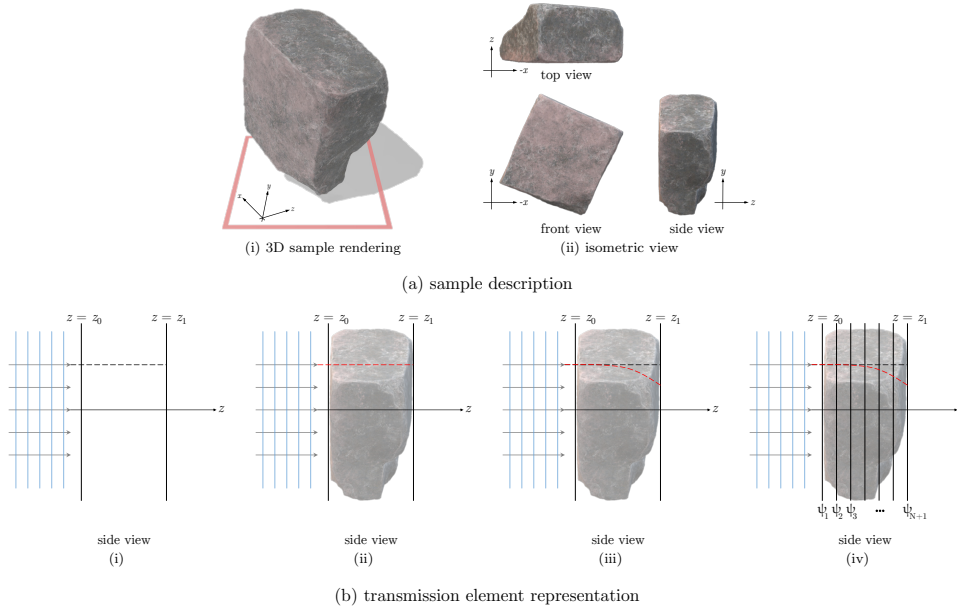 z
-x
top view
y
x
z
y
-x
y
z
front view
side view
(i) 3D sample rendering
(ii) isometric view
(a) sample description
z = z₀
z = z₁
z = z₀
z = z₁
z = z₀
z = z₁
z = z₀
z = z₁
z
z
z
ψ₁ ψ₂ ψ₃ ... ψ_N+1
side view
side view
side view
side view
(i)
(ii)
(iii)
(iv)
(b) transmission element representation